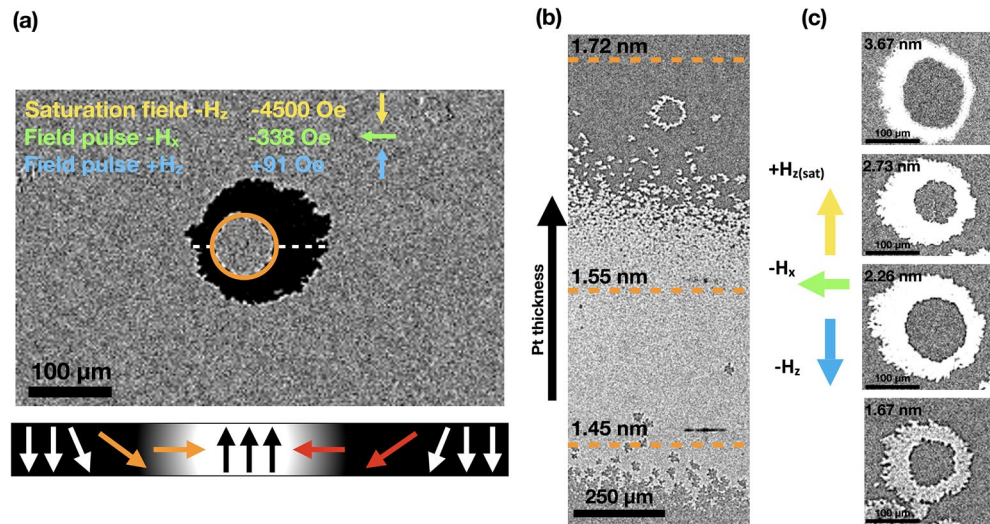 (a)
Saturation field -Hz -4500 Oe
Field pulse -Hx -338 Oe
Field pulse +Hz +91 Oe
100 μm
(b)
1.72 nm
1.55 nm
1.45 nm
Pt thickness
250 μm
(c)
+Hz(sat)
-Hx
-Hz
3.67 nm
100 μm
2.73 nm
100 μm
2.26 nm
100 μm
1.67 nm
100 μm